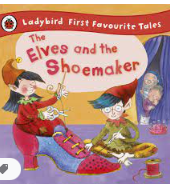 Ladybird First Favourite Tales
The
Elves and the
Shoemaker